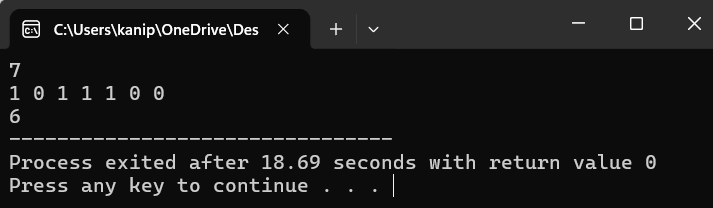 C:\Users\kanip\OneDrive\Des
7
1 0 1 1 1 0 0
6
--------------------------------
Process exited after 18.69 seconds with return value 0
Press any key to continue . . .